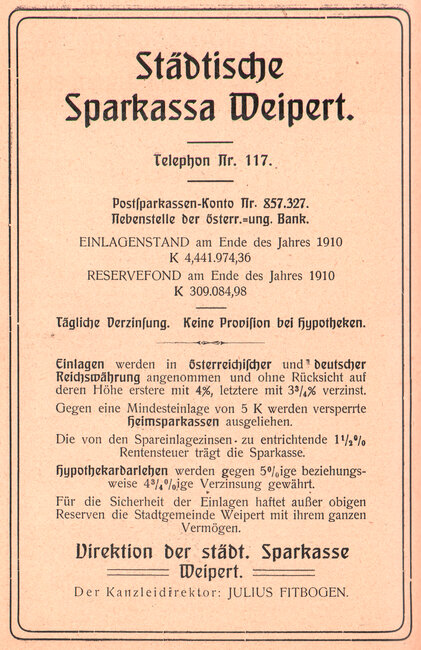 Städtische
Sparkassa Weipert.
Telephon Nr. 117.
Postsparkassen-Konto Nr. 857.327.
Nebenstelle der österr.=ung. Bank.
EINLAGENSTAND am Ende des Jahres 1910
K 4,441.974,36
RESERVEFOND am Ende des Jahres 1910
K 309.084,98
Tägliche Verzinsung. Keine Provision bei Hypotheken.
Einlagen werden in österreichischer und deutscher
Reichswährung angenommen und ohne Rücksicht auf
deren Höhe erstere mit 4%, letztere mit 3¾% verzinst.
Gegen eine Mindesteinlage von 5 K werden versperrte
Heimsparkassen ausgeliehen.
Die von den Spareinlagezinsen zu entrichtende 1½%
Rentensteuer trägt die Sparkasse.
Hypothekardarlehen werden gegen 5%ige beziehungs-
weise 4¾%ige Verzinsung gewährt.
Für die Sicherheit der Einlagen haftet außer obigen
Reserven die Stadtgemeinde Weipert mit ihrem ganzen
Vermögen.
Direktion der städt. Sparkasse
Weipert.
Der Kanzleidirektor: JULIUS FITBOGEN.